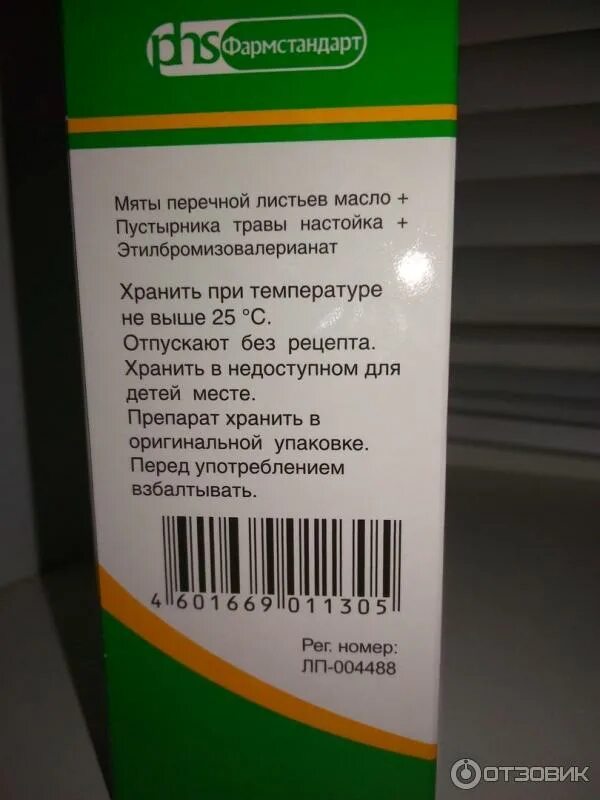 phs Фармстандарт
Мяты перечной листьев масло +
Пустырника травы настойка +
Этилбромизовалерианат
Хранить при температуре
не выше 25 °С.
Отпускают без рецепта.
Хранить в недоступном для
детей месте.
Препарат хранить в
оригинальной упаковке.
Перед употреблением
взбалтывать.
4 601669 011305
Рег. номер:
ЛП-004488
ОТЗОВИК